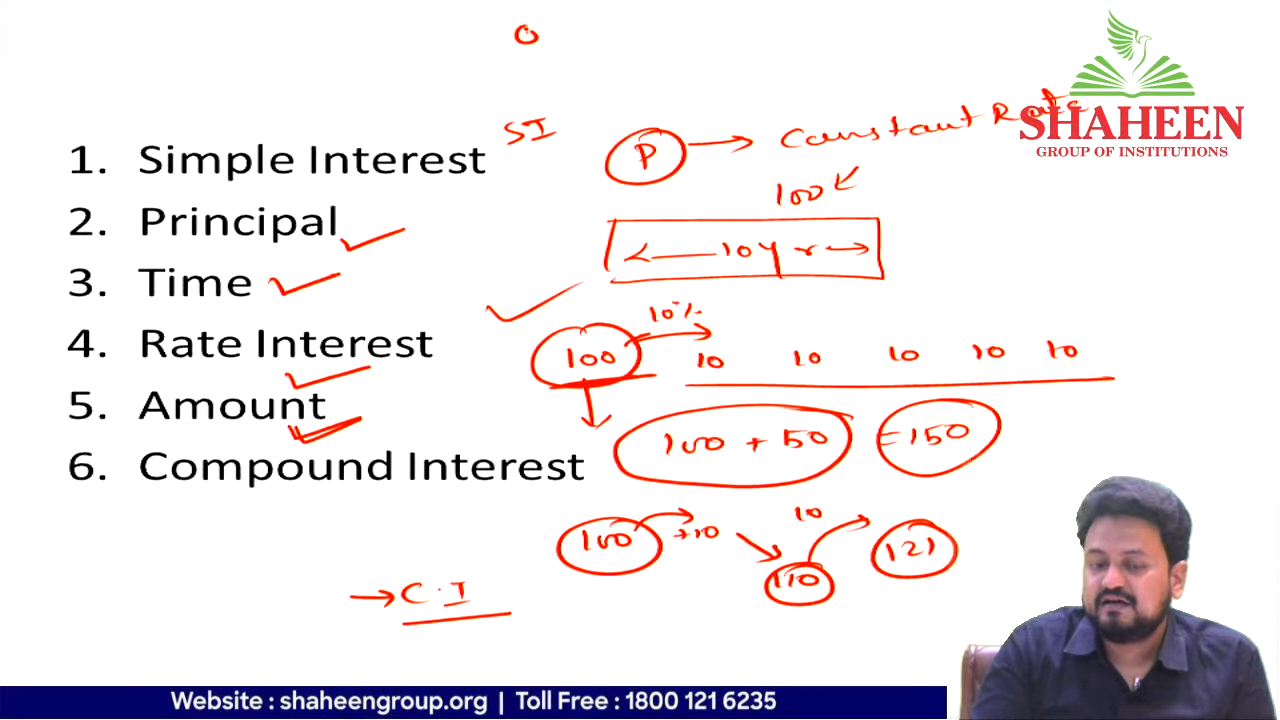 O
SHAHEEN
GROUP OF INSTITUTIONS
1. Simple Interest
2. Principal
3. Time
4. Rate Interest
5. Amount
6. Compound Interest
SI
P → Constant Rate
100
10yr
100 10%
10 10 10 10 10
100 + 50 = 150
100 +10 110 10 121
→ C.I
Website : shaheengroup.org | Toll Free : 1800 121 6235